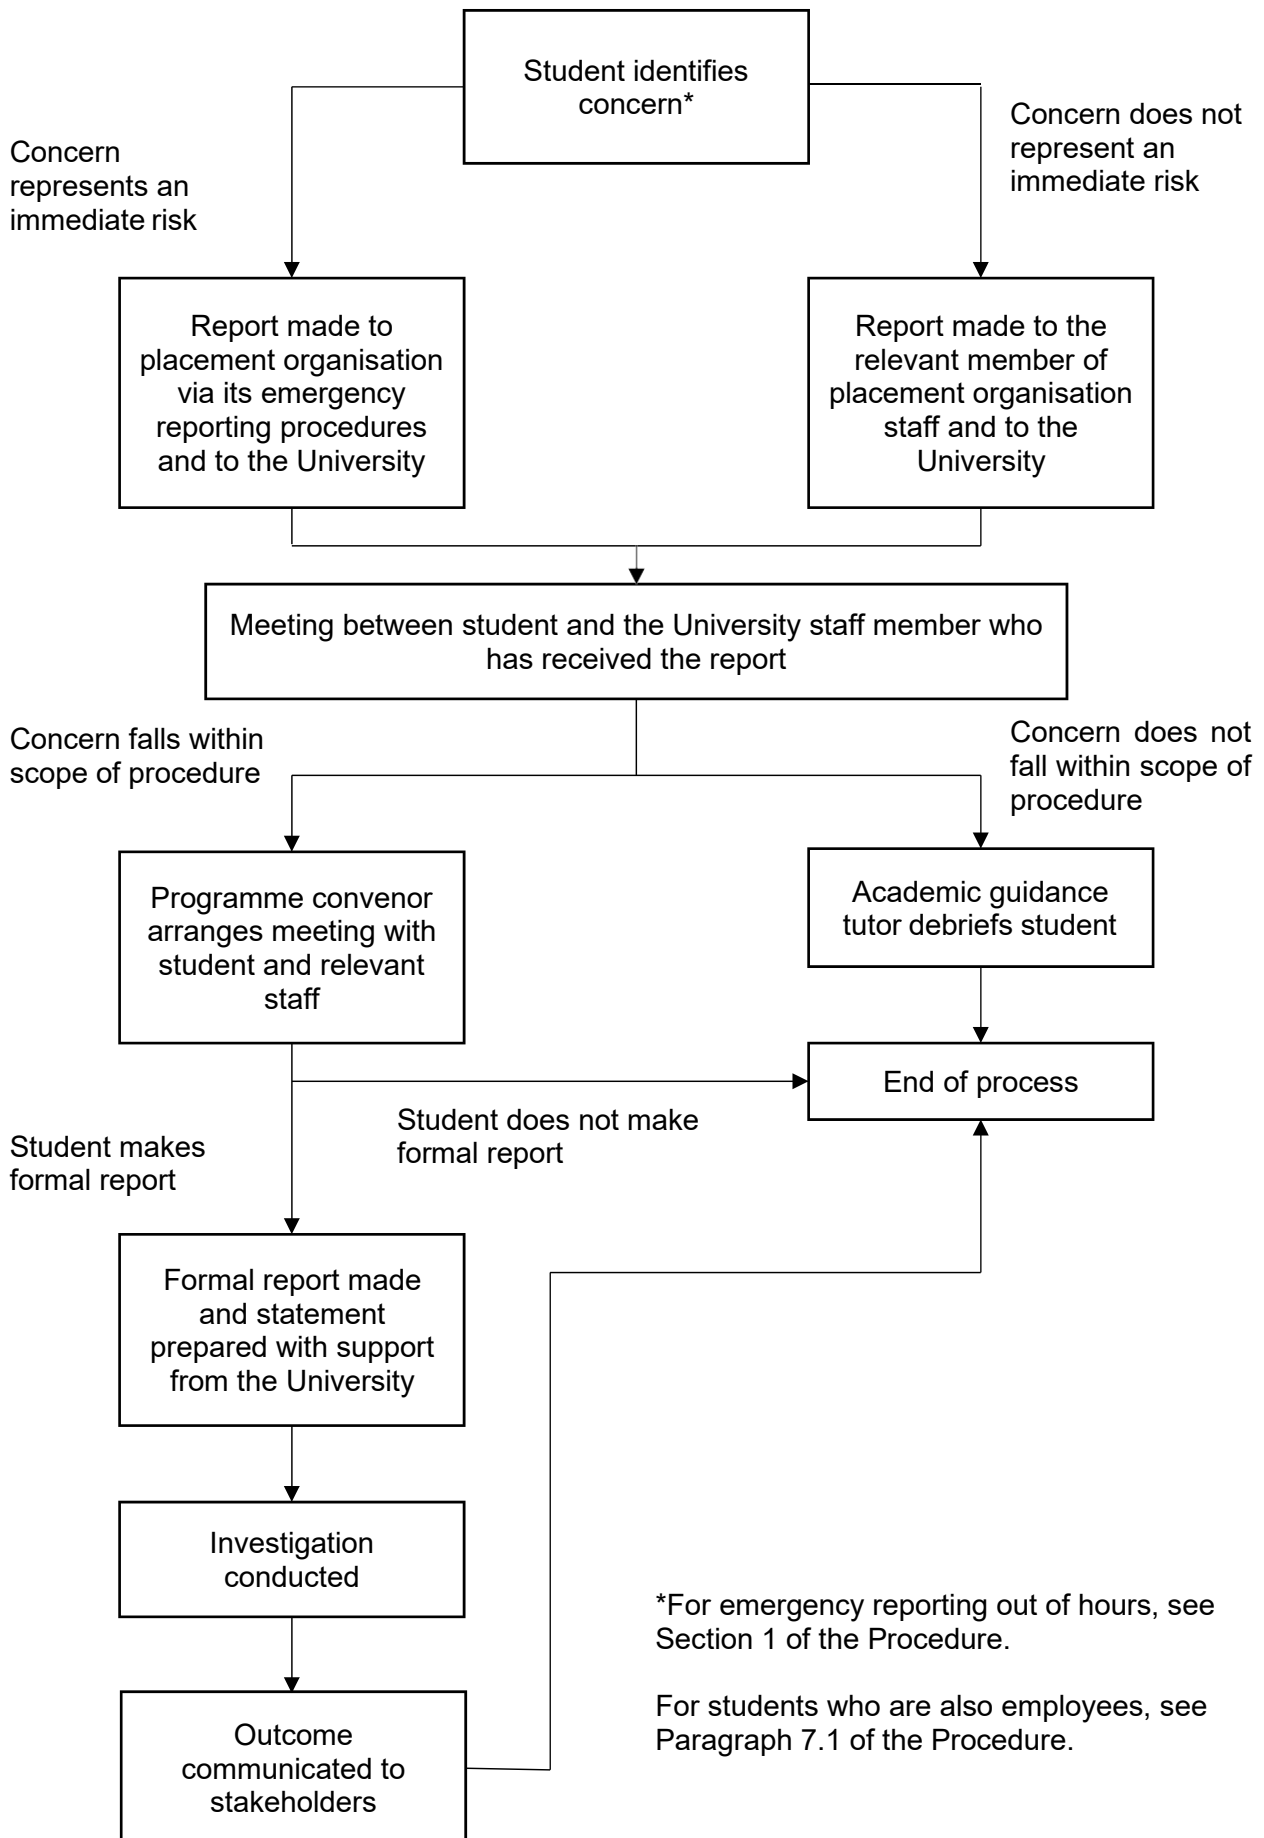 Student identifies
concern*
Concern
represents an
immediate risk
Concern does not
represent an
immediate risk
Report made to
placement organisation
via its emergency
reporting procedures
and to the University
Report made to the
relevant member of
placement organisation
staff and to the
University
Meeting between student and the University staff member who
has received the report
Concern falls within
scope of procedure
Concern does not
fall within scope of
procedure
Programme convenor
arranges meeting with
student and relevant
staff
Academic guidance
tutor debriefs student
End of process
Student does not make
formal report
Student makes
formal report
Formal report made
and statement
prepared with support
from the University
Investigation
conducted
Outcome
communicated to
stakeholders
*For emergency reporting out of hours, see
Section 1 of the Procedure.
For students who are also employees, see
Paragraph 7.1 of the Procedure.